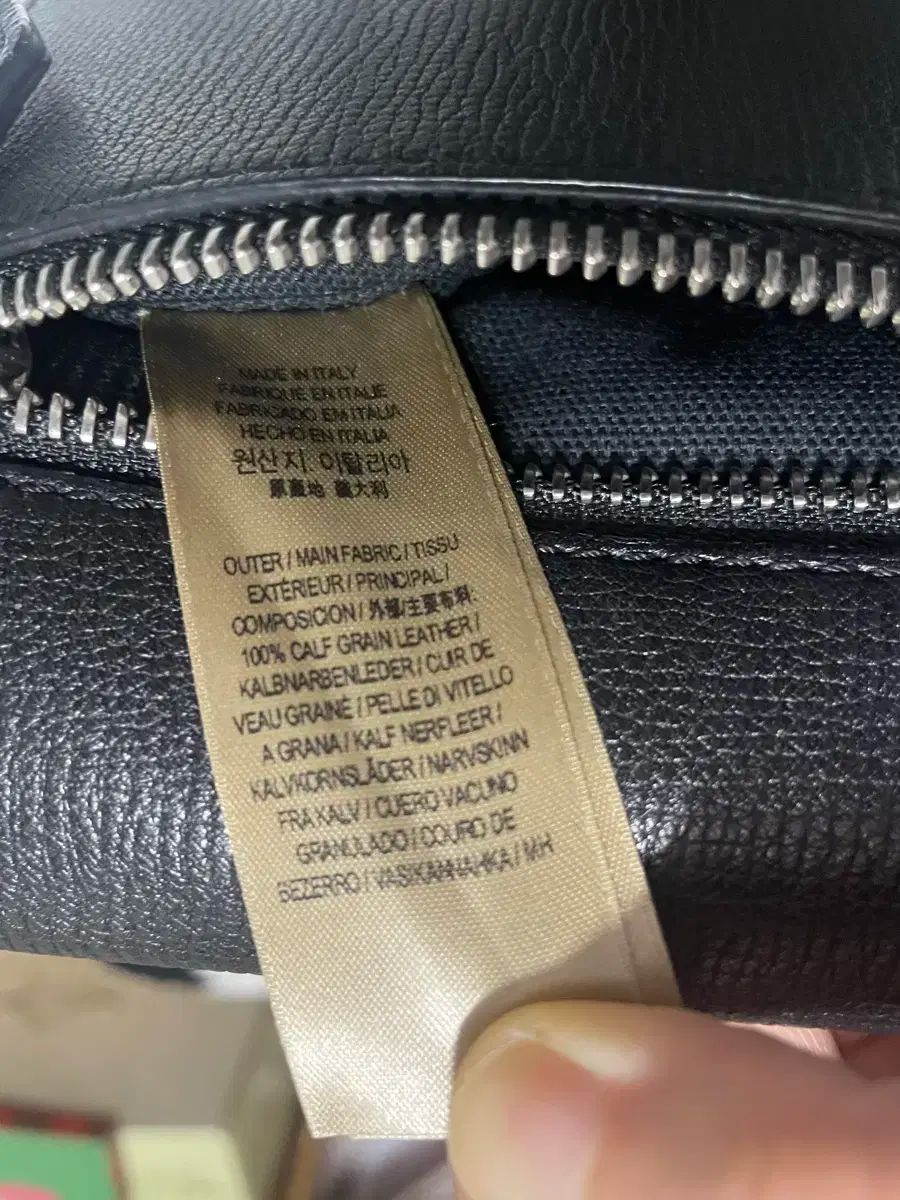 MADE IN ITALY
FABRIQUE EN ITALIE
FABRICADO EM ITALIA
HECHO EN ITALIA
원산지. 이탈리아
原產地 義大利
OUTER / MAIN FABRIC / TISSU
EXTÉRIEUR / PRINCIPAL /
COMPOSICION / 外部/主要布料:
100% CALF GRAIN LEATHER /
KALBNARBENLEDER / CUIR DE
VEAU GRAINÉ / PELLE DI VITELLO
A GRANA / KALF NERFLEER /
KALVKORNSLÄDER / NARVSKINN
FRA KALV / CUERO VACUNO
GRANULADO / COURO DE
BEZERRO / VASIKANNAHKA / MH